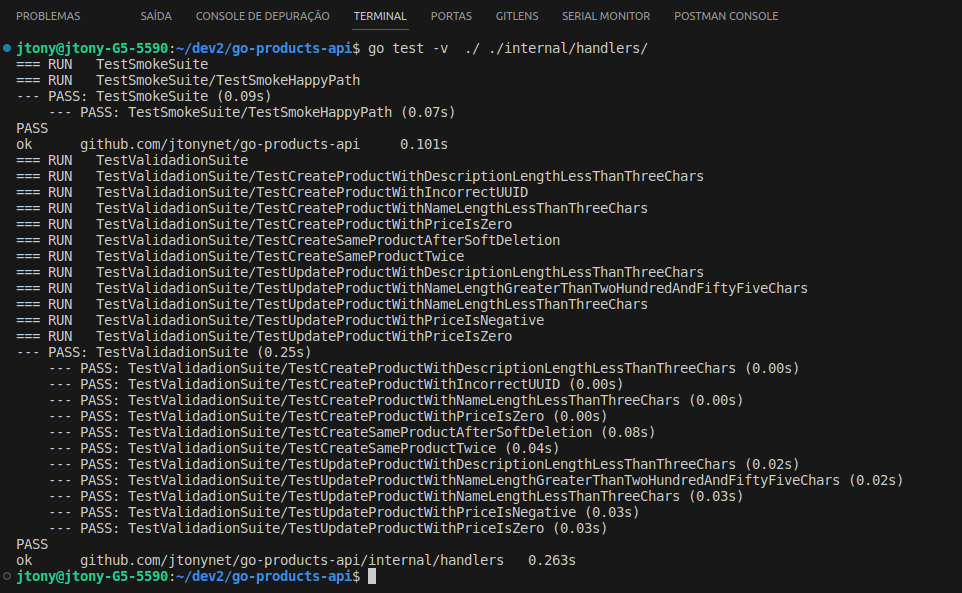 PROBLEMAS SAÍDA CONSOLE DE DEPURAÇÃO TERMINAL PORTAS GITLENS SERIAL MONITOR POSTMAN CONSOLE
jtony@jtony-G5-5590:~/dev2/go-products-api$ go test -v  ./ ./internal/handlers/
=== RUN   TestSmokeSuite
=== RUN   TestSmokeSuite/TestSmokeHappyPath
--- PASS: TestSmokeSuite (0.09s)
    --- PASS: TestSmokeSuite/TestSmokeHappyPath (0.07s)
PASS
ok      github.com/jtonynet/go-products-api     0.101s
=== RUN   TestValidadionSuite
=== RUN   TestValidadionSuite/TestCreateProductWithDescriptionLengthLessThanThreeChars
=== RUN   TestValidadionSuite/TestCreateProductWithIncorrectUUID
=== RUN   TestValidadionSuite/TestCreateProductWithNameLengthLessThanThreeChars
=== RUN   TestValidadionSuite/TestCreateProductWithPriceIsZero
=== RUN   TestValidadionSuite/TestCreateSameProductAfterSoftDeletion
=== RUN   TestValidadionSuite/TestCreateSameProductTwice
=== RUN   TestValidadionSuite/TestUpdateProductWithDescriptionLengthLessThanThreeChars
=== RUN   TestValidadionSuite/TestUpdateProductWithNameLengthGreaterThanTwoHundredAndFiftyFiveChars
=== RUN   TestValidadionSuite/TestUpdateProductWithNameLengthLessThanThreeChars
=== RUN   TestValidadionSuite/TestUpdateProductWithPriceIsNegative
=== RUN   TestValidadionSuite/TestUpdateProductWithPriceIsZero
--- PASS: TestValidadionSuite (0.25s)
    --- PASS: TestValidadionSuite/TestCreateProductWithDescriptionLengthLessThanThreeChars (0.00s)
    --- PASS: TestValidadionSuite/TestCreateProductWithIncorrectUUID (0.00s)
    --- PASS: TestValidadionSuite/TestCreateProductWithNameLengthLessThanThreeChars (0.00s)
    --- PASS: TestValidadionSuite/TestCreateProductWithPriceIsZero (0.00s)
    --- PASS: TestValidadionSuite/TestCreateSameProductAfterSoftDeletion (0.08s)
    --- PASS: TestValidadionSuite/TestCreateSameProductTwice (0.04s)
    --- PASS: TestValidadionSuite/TestUpdateProductWithDescriptionLengthLessThanThreeChars (0.02s)
    --- PASS: TestValidadionSuite/TestUpdateProductWithNameLengthGreaterThanTwoHundredAndFiftyFiveChars (0.02s)
    --- PASS: TestValidadionSuite/TestUpdateProductWithNameLengthLessThanThreeChars (0.03s)
    --- PASS: TestValidadionSuite/TestUpdateProductWithPriceIsNegative (0.03s)
    --- PASS: TestValidadionSuite/TestUpdateProductWithPriceIsZero (0.03s)
PASS
ok      github.com/jtonynet/go-products-api/internal/handlers   0.263s
jtony@jtony-G5-5590:~/dev2/go-products-api$